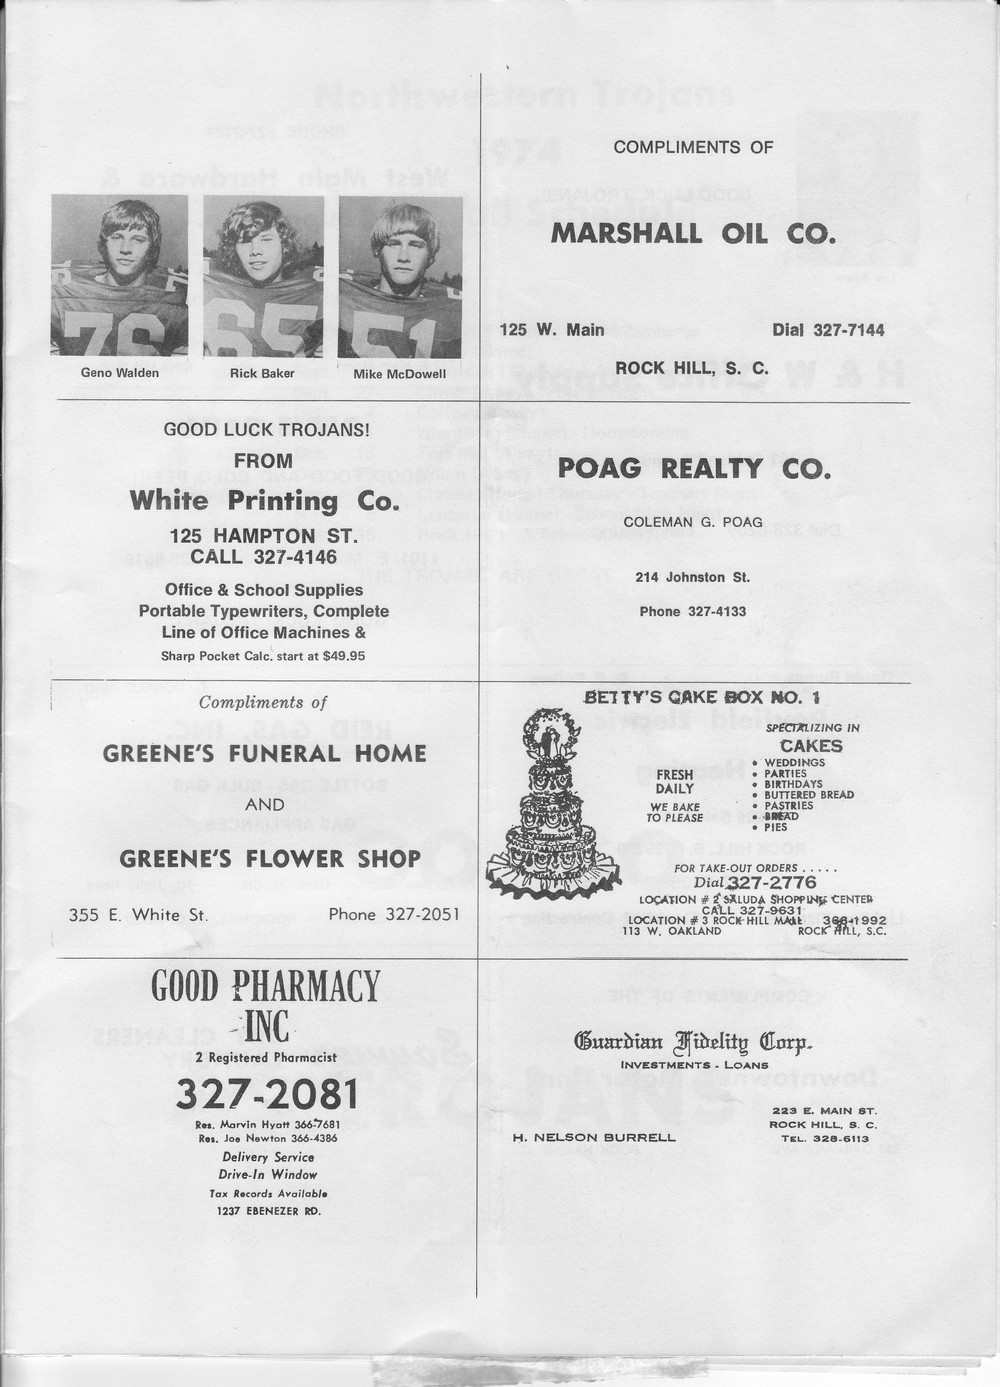 76
65
51
Geno Walden
Rick Baker
Mike McDowell
COMPLIMENTS OF
MARSHALL OIL CO.
125 W. Main
Dial 327-7144
ROCK HILL, S. C.
GOOD LUCK TROJANS!
FROM
White Printing Co.
125 HAMPTON ST.
CALL 327-4146
Office & School Supplies
Portable Typewriters, Complete
Line of Office Machines &
Sharp Pocket Calc. start at $49.95
POAG REALTY CO.
COLEMAN G. POAG
214 Johnston St.
Phone 327-4133
Compliments of
GREENE'S FUNERAL HOME
AND
GREENE'S FLOWER SHOP
355 E. White St.
Phone 327-2051
BETTY'S CAKE BOX NO. 1
SPECIALIZING IN
CAKES
• WEDDINGS
• PARTIES
• BIRTHDAYS
• BUTTERED BREAD
• PASTRIES
• BREAD
• PIES
FRESH
DAILY
WE BAKE
TO PLEASE
FOR TAKE-OUT ORDERS . . . . .
Dial 327-2776
LOCATION # 2 SALUDA SHOPPING CENTER
CALL 327-9631
LOCATION # 3 ROCK HILL MALL 366-1992
113 W. OAKLAND
ROCK HILL, S.C.
GOOD PHARMACY
INC
2 Registered Pharmacist
327-2081
Res. Marvin Hyatt 366-7681
Res. Joe Newton 366-4386
Delivery Service
Drive-In Window
Tax Records Available
1237 EBENEZER RD.
Guardian Fidelity Corp.
INVESTMENTS - LOANS
223 E. MAIN ST.
ROCK HILL, S. C.
TEL. 328-6113
H. NELSON BURRELL